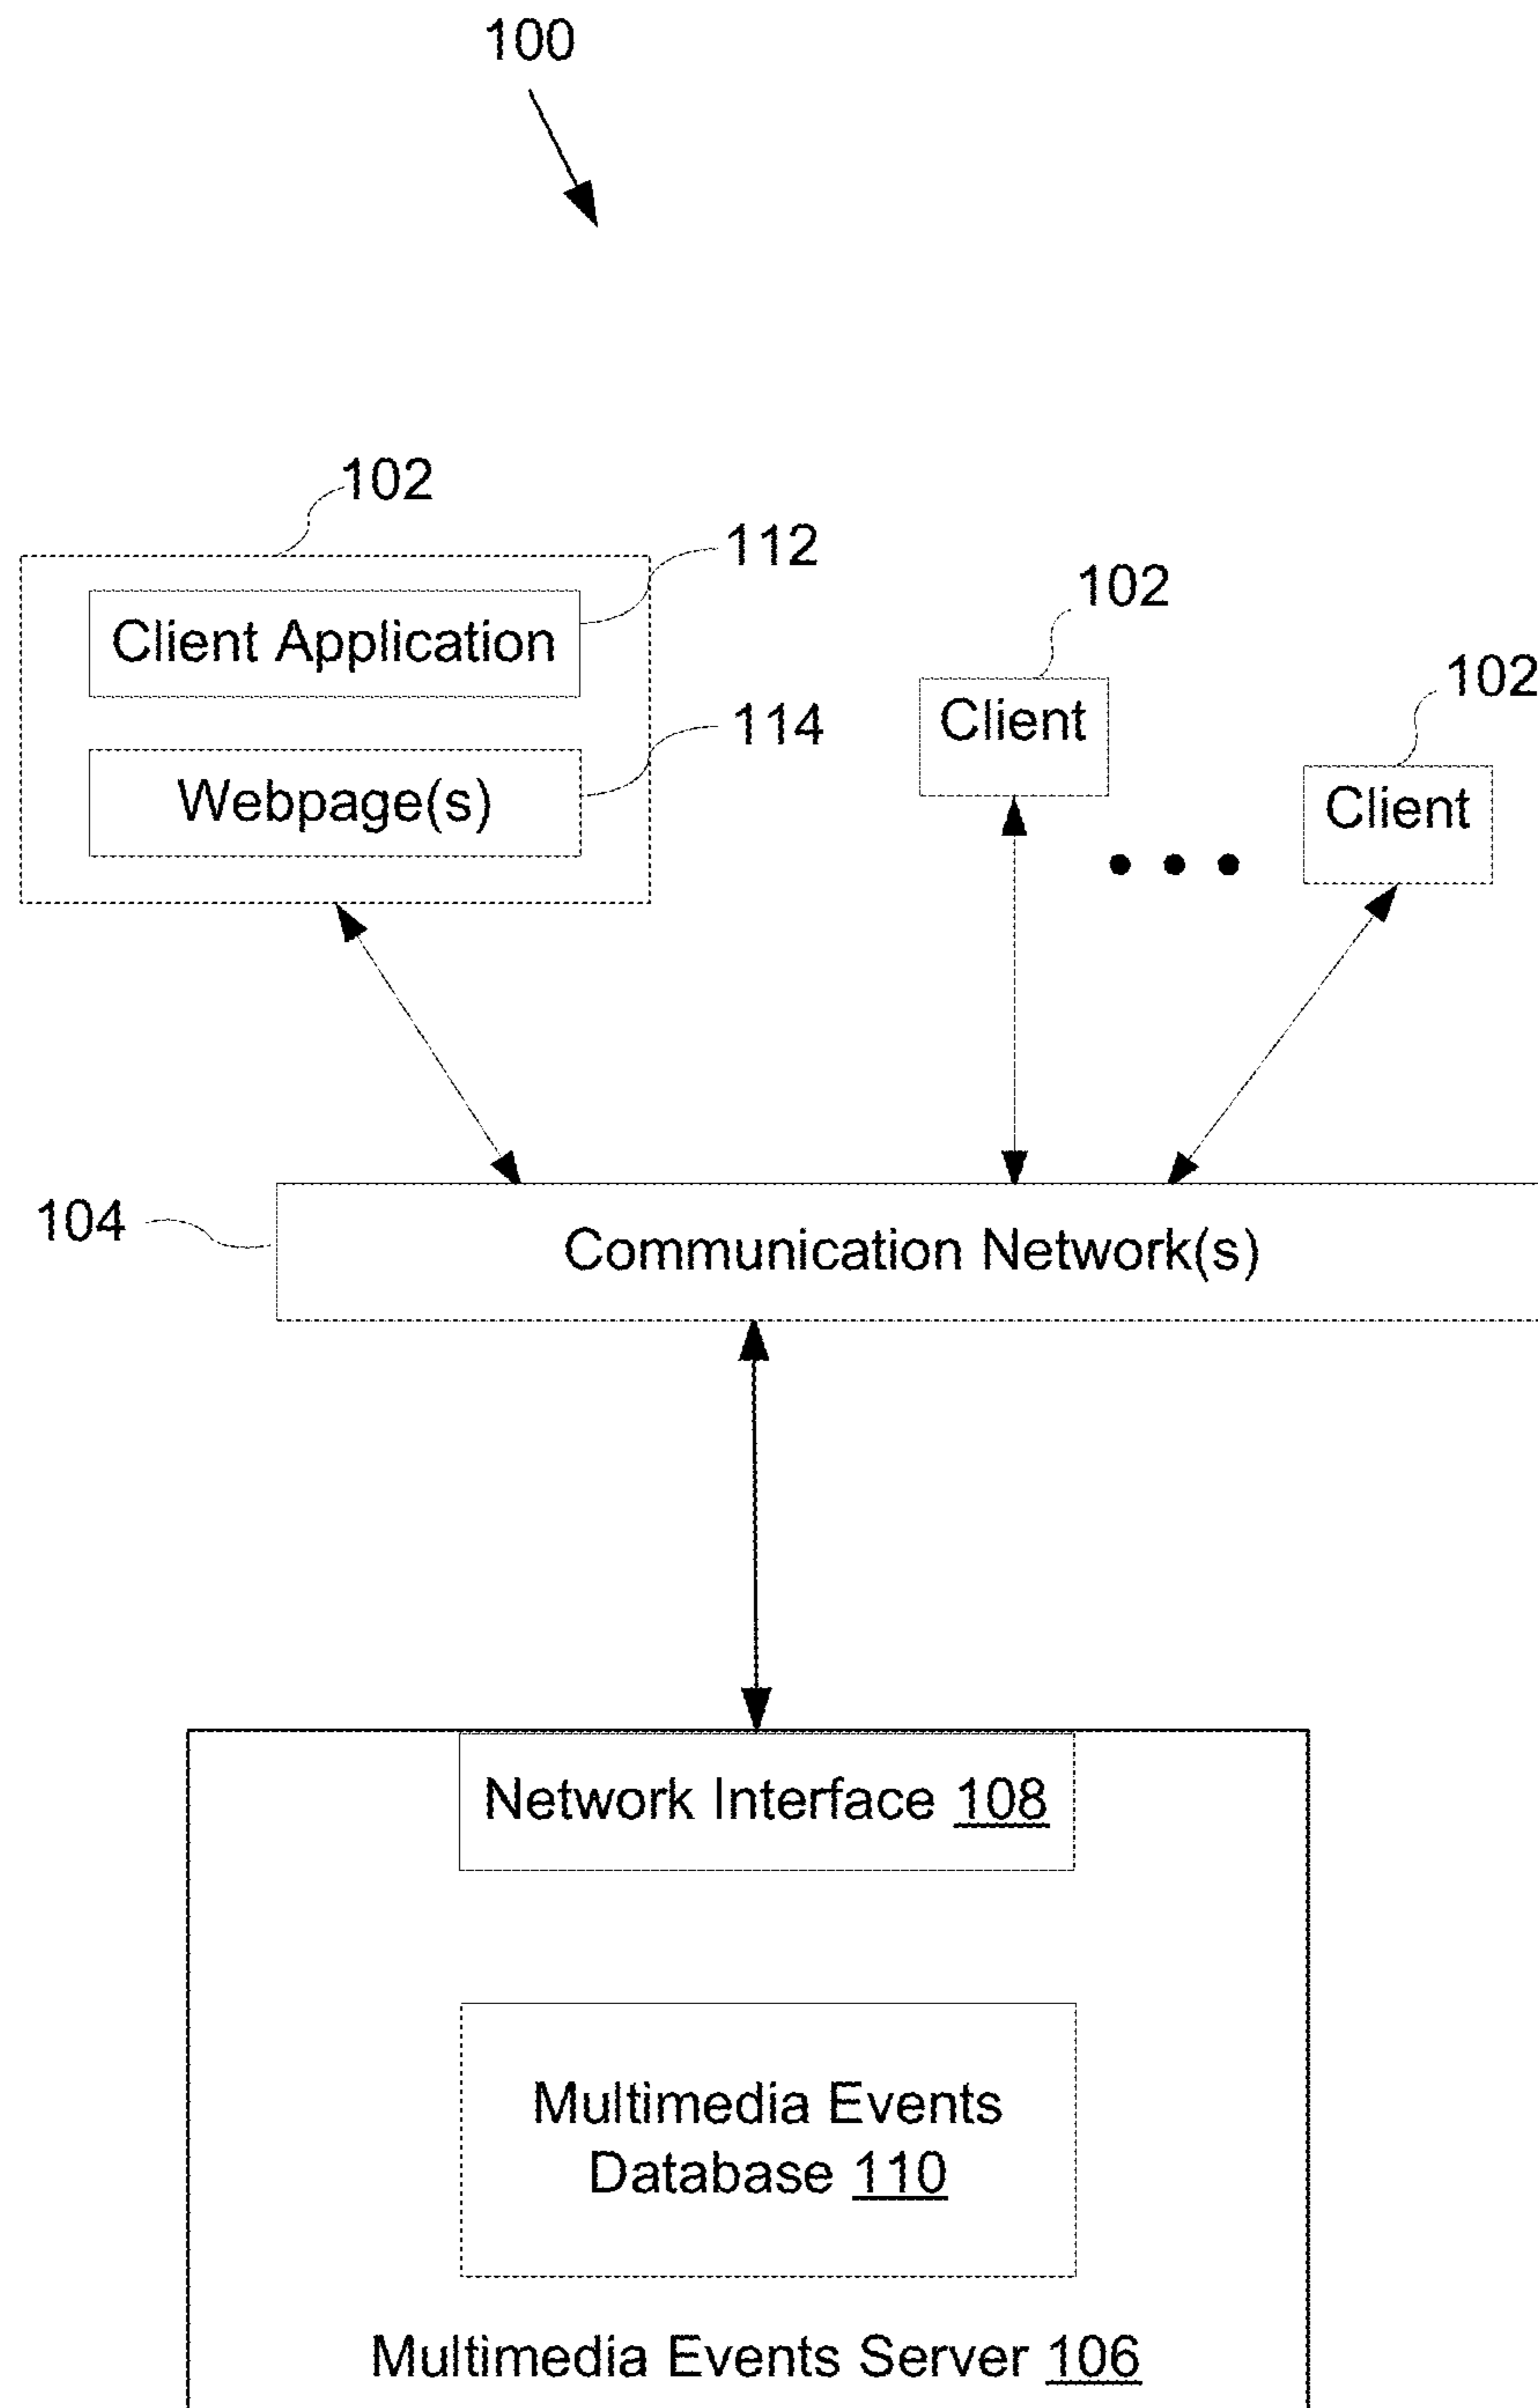 100
102
112
Client Application
102
102
114
Client
Webpage(s)
Client
104
Communication Network(s)
Network Interface 108
Multimedia Events
Database 110
Multimedia Events Server 106